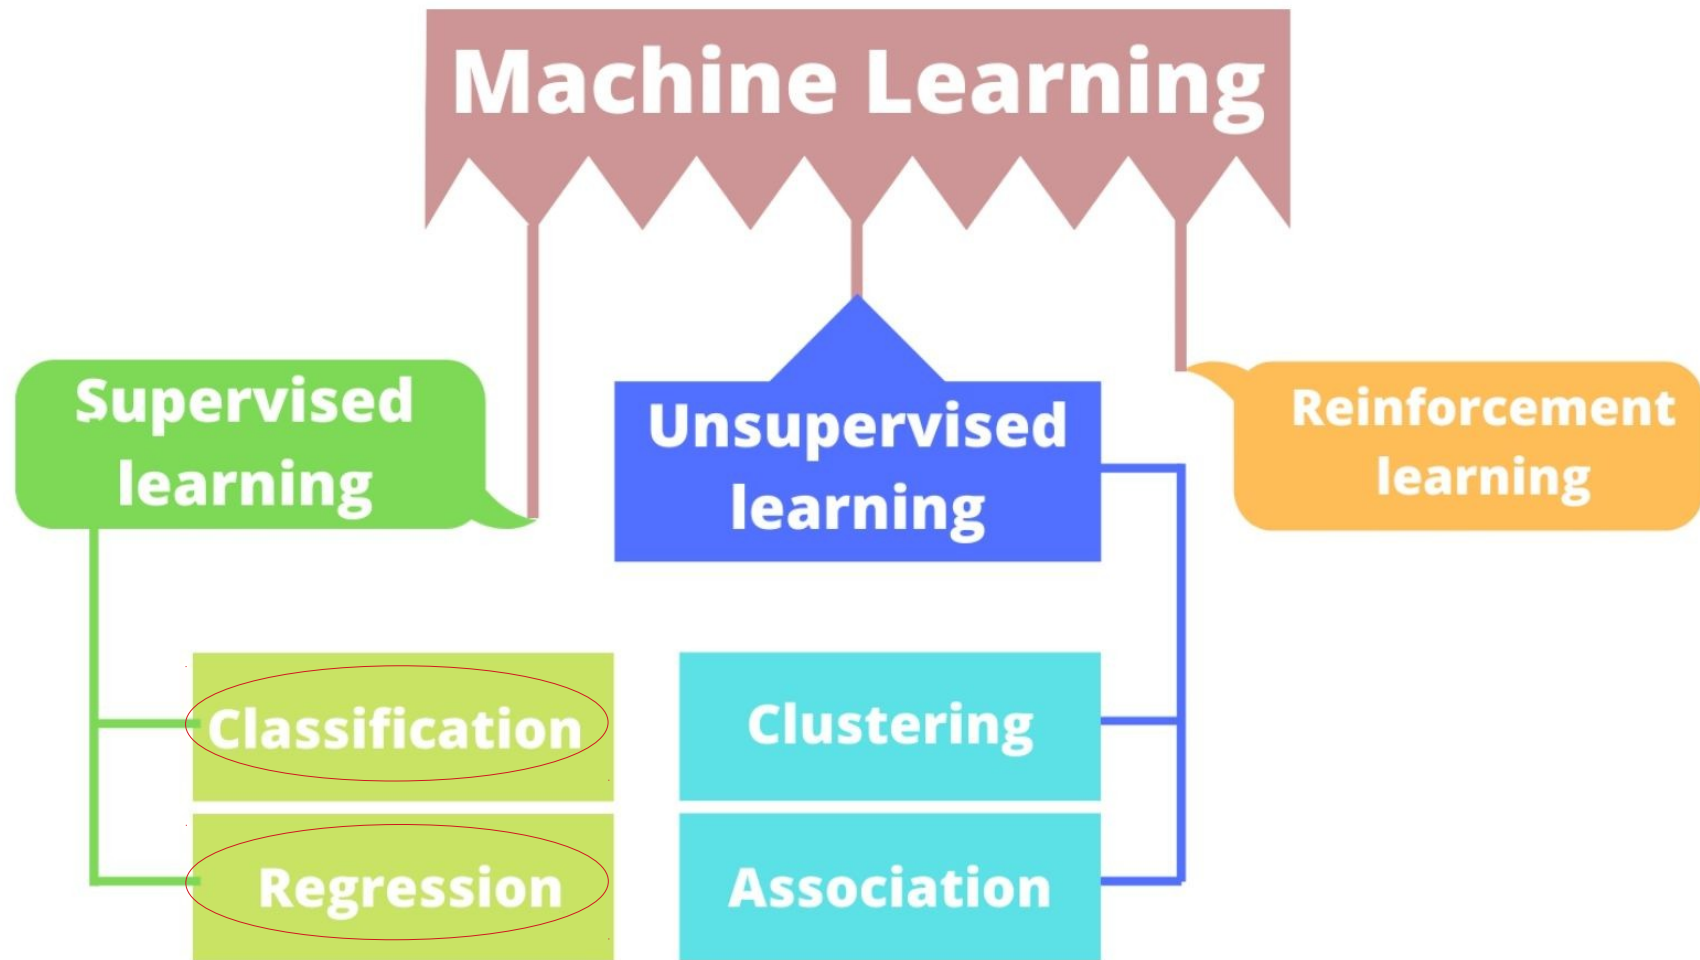 Machine Learning
Supervised
learning
Unsupervised
learning
Reinforcement
learning
Classification
Clustering
Regression
Association